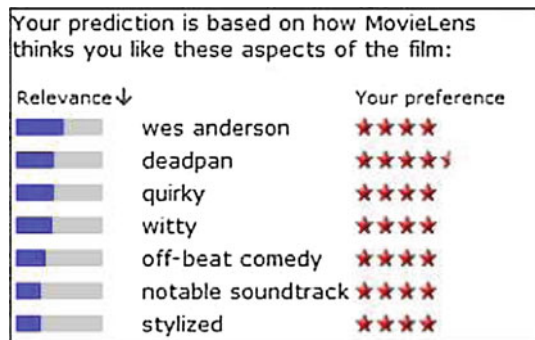 Your prediction is based on how MovieLens
thinks you like these aspects of the film:
Relevance↓ Your preference
wes anderson
deadpan
quirky
witty
off-beat comedy
notable soundtrack
stylized